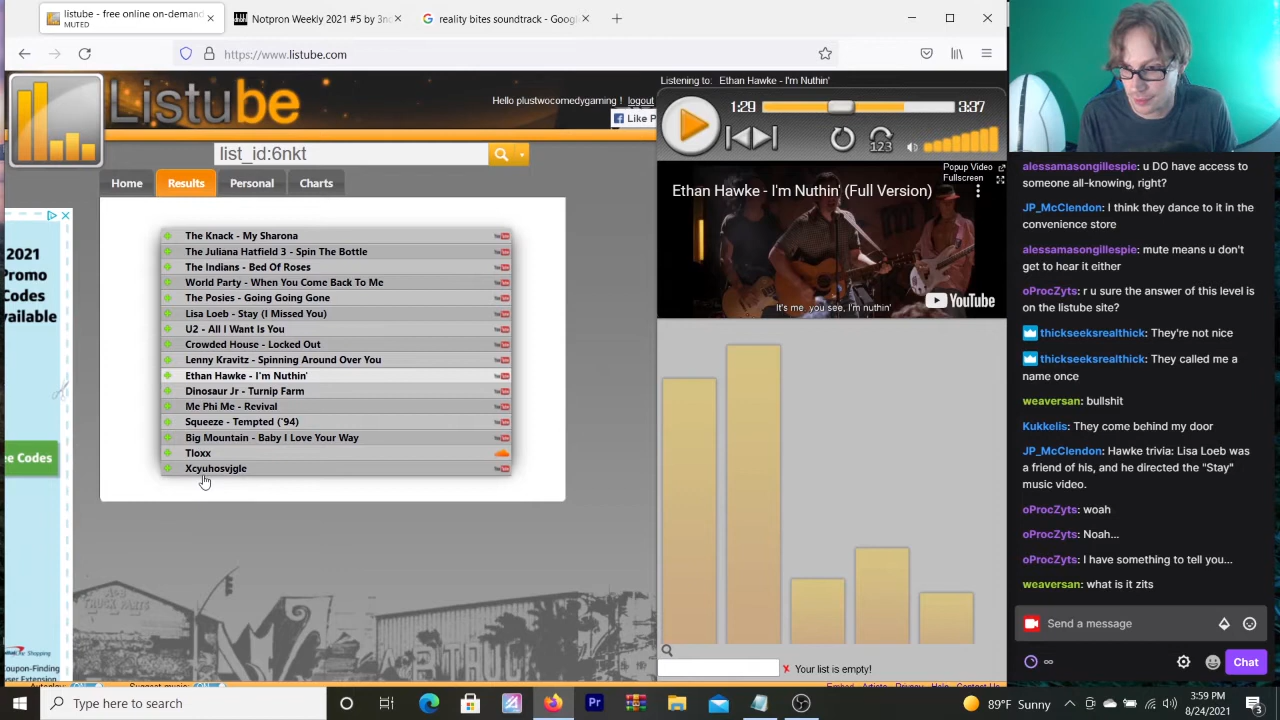 listube - free online on-demand
MUTED
Notpron Weekly 2021 #5 by 3nd
reality bites soundtrack - Goog
https://www.listube.com
Listube
Hello plustwocomedygaming ! logout
Like
list_id:6nkt
Home
Results
Personal
Charts
2021
Promo
Codes
vailable
ee Codes
Coupon-Finding
The Knack - My Sharona
The Juliana Hatfield 3 - Spin The Bottle
The Indians - Bed Of Roses
World Party - When You Come Back To Me
The Posies - Going Going Gone
Lisa Loeb - Stay (I Missed You)
U2 - All I Want Is You
Crowded House - Locked Out
Lenny Kravitz - Spinning Around Over You
Ethan Hawke - I'm Nuthin'
Dinosaur Jr - Turnip Farm
Me Phi Me - Revival
Squeeze - Tempted ('94)
Big Mountain - Baby I Love Your Way
Tloxx
Xcyuhosvjgle
Listening to: Ethan Hawke - I'm Nuthin'
1:29
3:37
123
Popup Video
Fullscreen
Ethan Hawke - I'm Nuthin' (Full Version)
It's me you see, I'm nuthin'
YouTube
Your list is empty!
alessamasongillespie: u DO have access to
someone all-knowing, right?
JP_McClendon: I think they dance to it in the
convenience store
alessamasongillespie: mute means u don't
get to hear it either
oProcZyts: r u sure the answer of this level is
on the listube site?
thickseeksrealthick: They're not nice
thickseeksrealthick: They called me a
name once
weaversan: bullshit
Kukkelis: They come behind my door
JP_McClendon: Hawke trivia: Lisa Loeb was
a friend of his, and he directed the "Stay"
music video.
oProcZyts: woah
oProcZyts: Noah...
oProcZyts: I have something to tell you...
weaversan: what is it zits
Send a message
Chat
Type here to search
Pr
89°F Sunny
3:59 PM
8/24/2021
3